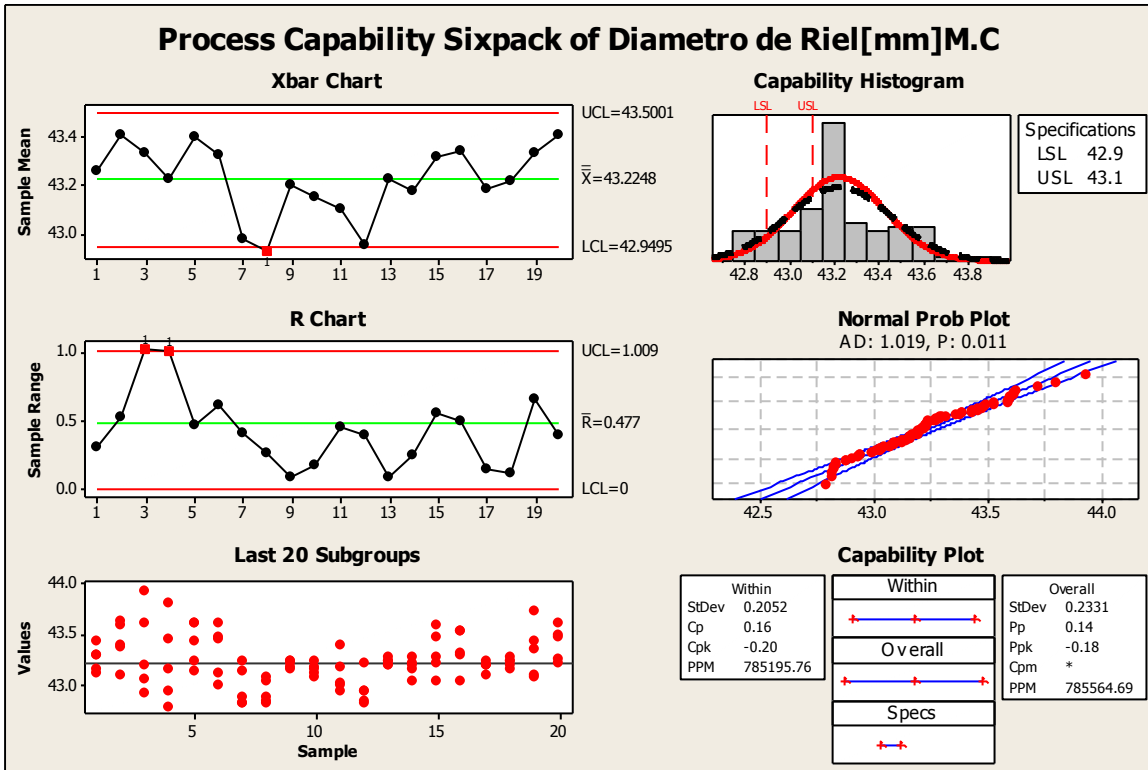 Process Capability Sixpack of Diametro de Riel[mm]M.C
Xbar Chart
Sample Mean
43.4
43.2
43.0
1 3 5 7 9 11 13 15 17 19
1
UCL=43.5001
X=43.2248
LCL=42.9495
Capability Histogram
LSL USL
42.8 43.0 43.2 43.4 43.6 43.8
Specifications
LSL 42.9
USL 43.1
R Chart
Sample Range
1.0
0.5
0.0
1 1
1 3 5 7 9 11 13 15 17 19
UCL=1.009
R=0.477
LCL=0
Normal Prob Plot
AD: 1.019, P: 0.011
42.5 43.0 43.5 44.0
Last 20 Subgroups
Values
44.0
43.5
43.0
5 10 15 20
Sample
Capability Plot
Within
StDev 0.2052
Cp 0.16
Cpk -0.20
PPM 785195.76
Within
Overall
Specs
Overall
StDev 0.2331
Pp 0.14
Ppk -0.18
Cpm *
PPM 785564.69